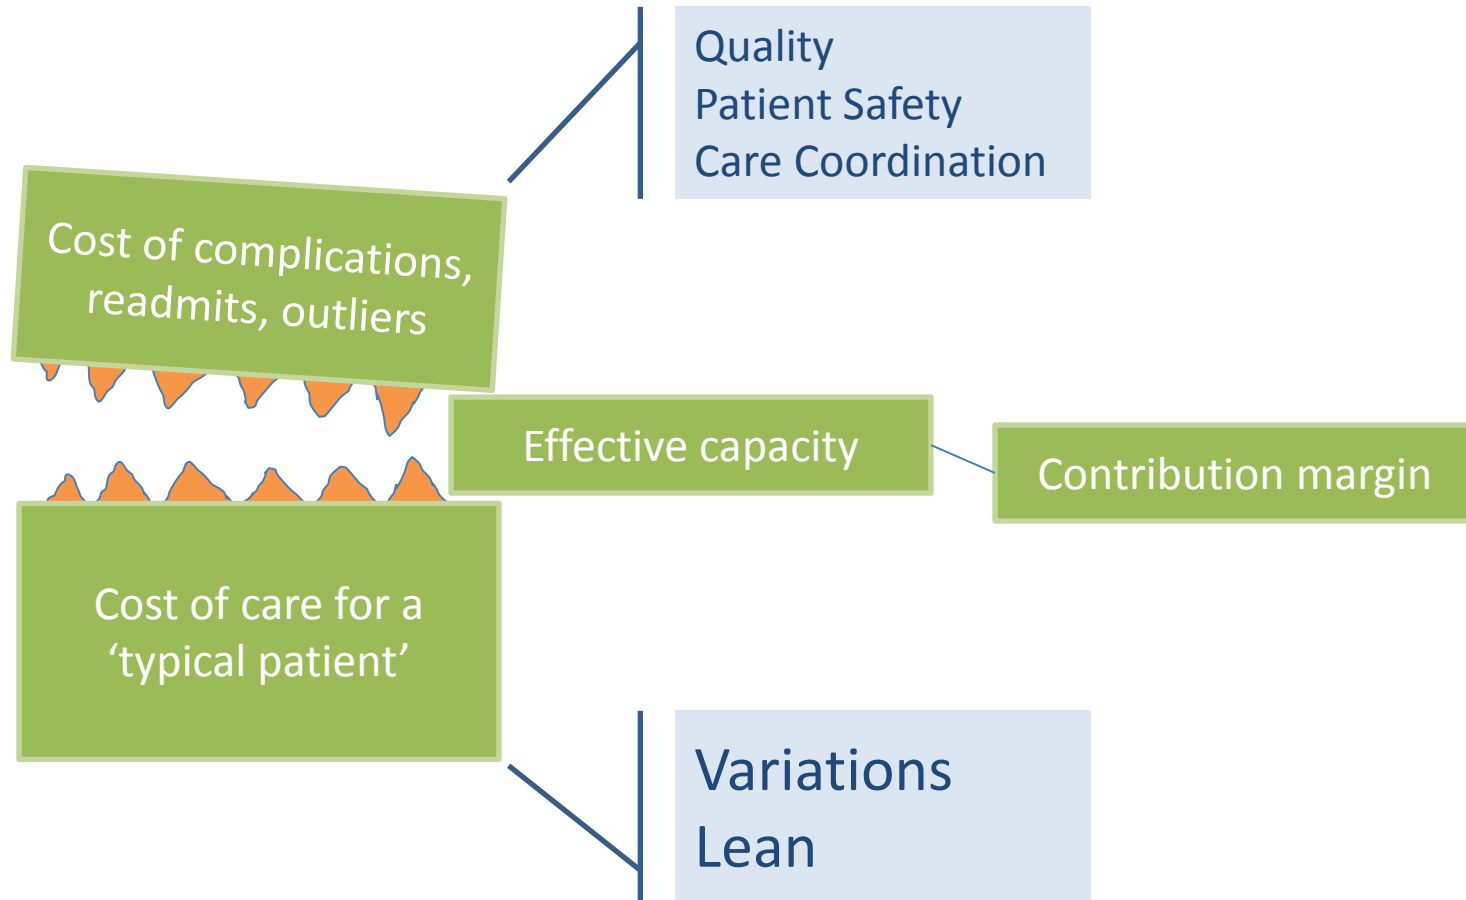 Quality
Patient Safety
Care Coordination
Cost of complications,
readmits, outliers
Effective capacity
Contribution margin
Cost of care for a
‘typical patient’
Variations
Lean